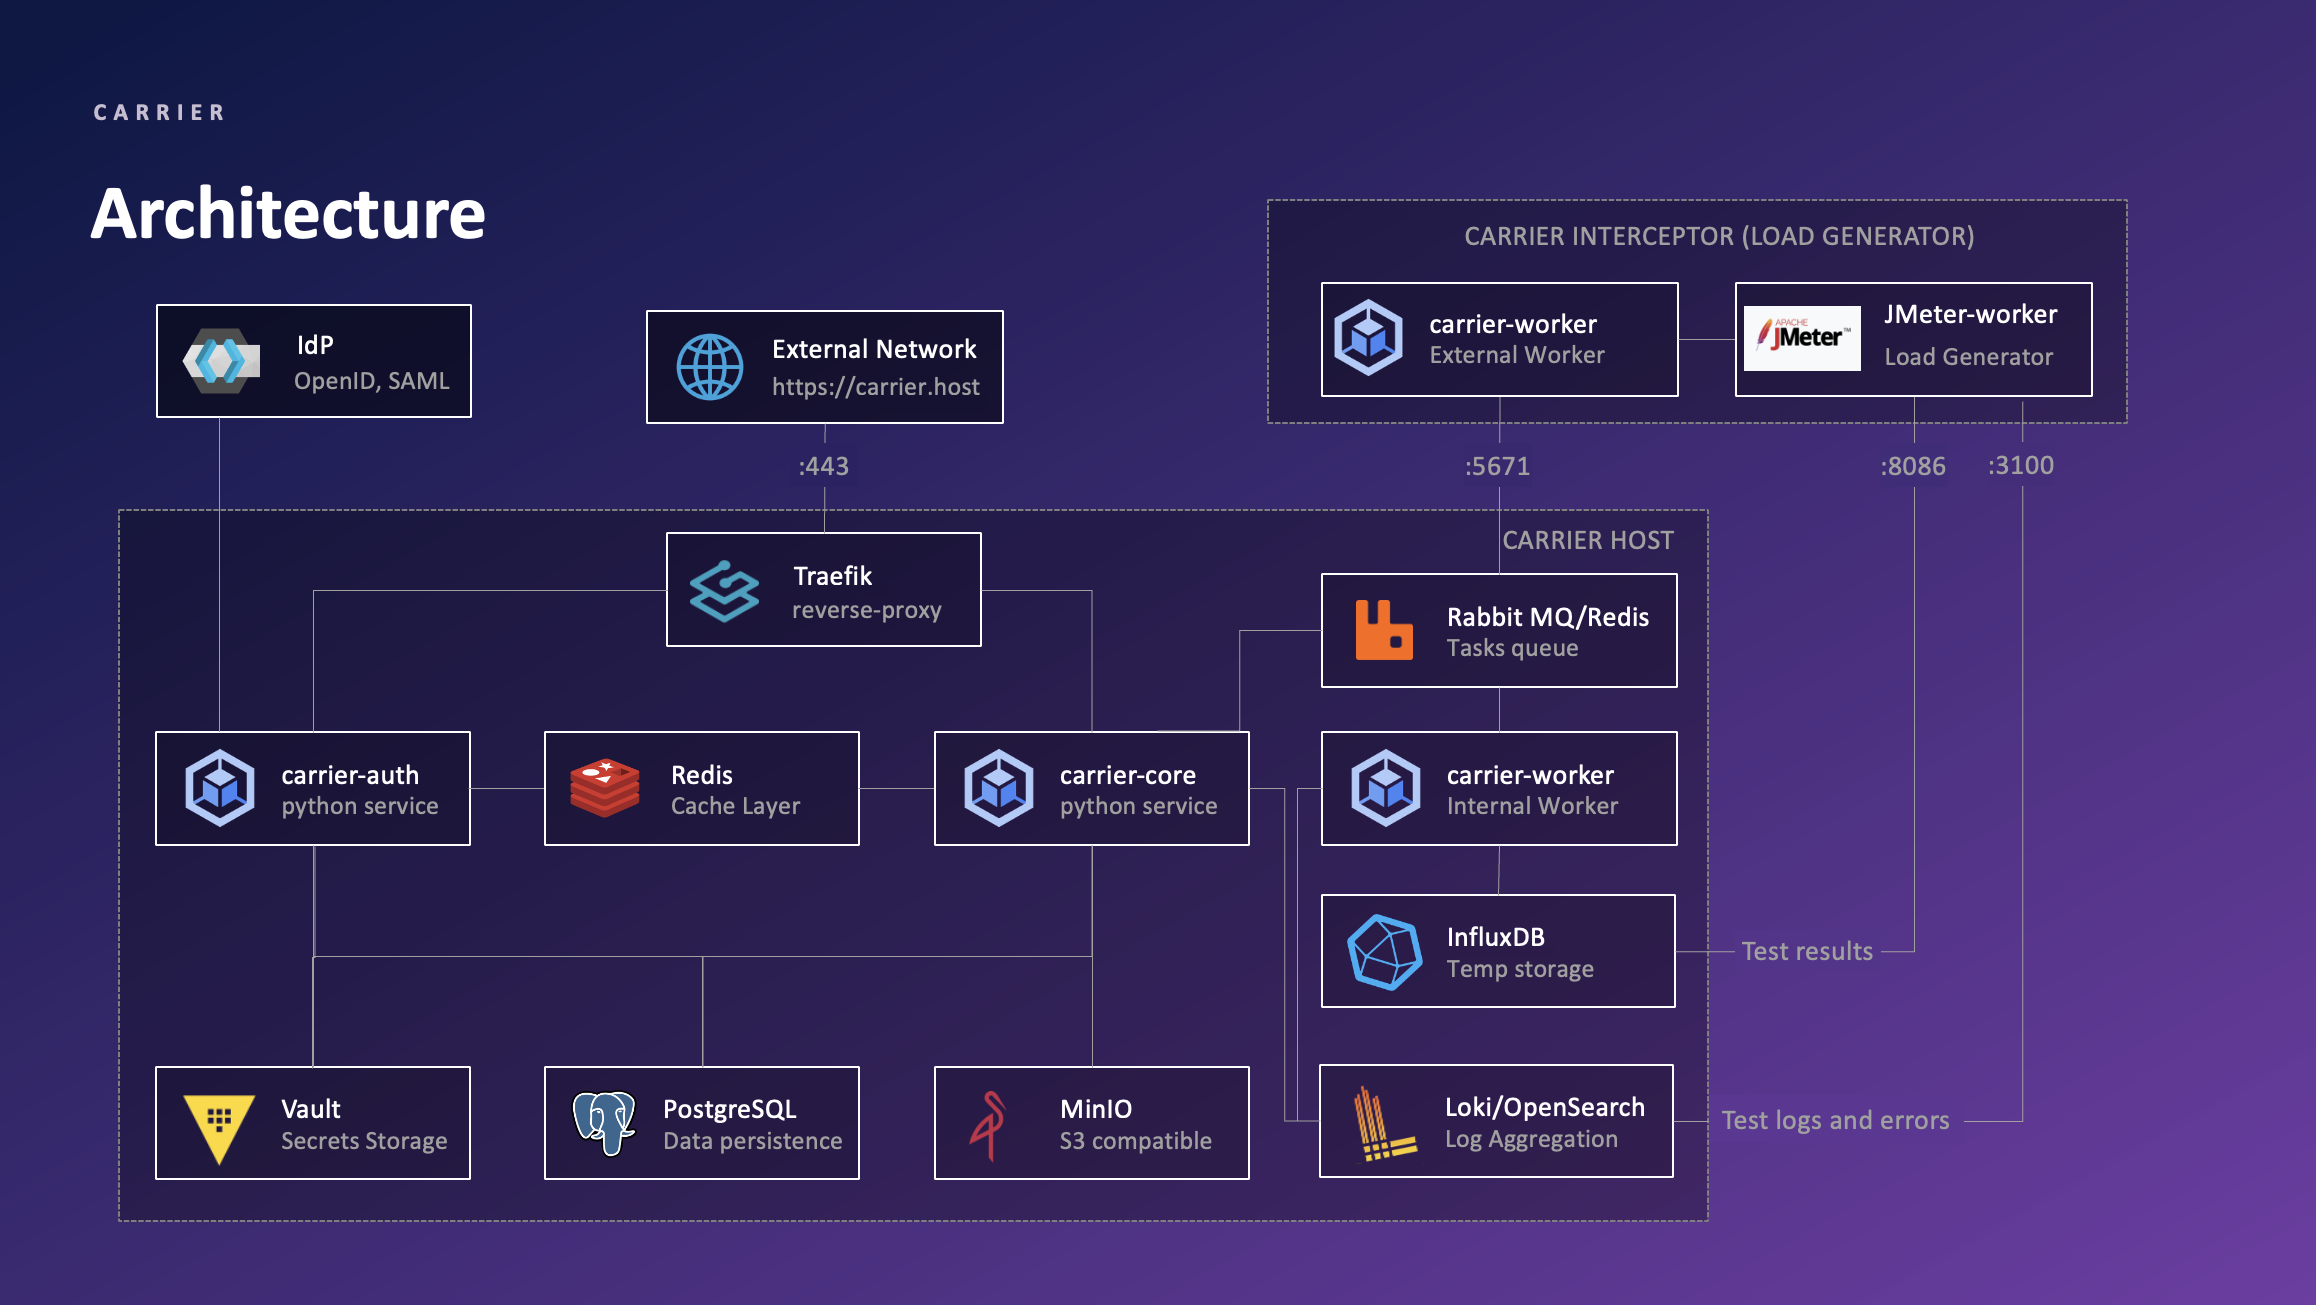 CARRIER
Architecture
CARRIER INTERCEPTOR (LOAD GENERATOR)
IdP
OpenID, SAML
External Network
https://carrier.host
carrier-worker
External Worker
APACHE
JMeter™
JMeter-worker
Load Generator
:443
:5671
:8086
:3100
CARRIER HOST
Traefik
reverse-proxy
Rabbit MQ/Redis
Tasks queue
carrier-auth
python service
Redis
Cache Layer
carrier-core
python service
carrier-worker
Internal Worker
InfluxDB
Temp storage
Test results
Vault
Secrets Storage
PostgreSQL
Data persistence
MinIO
S3 compatible
Loki/OpenSearch
Log Aggregation
Test logs and errors